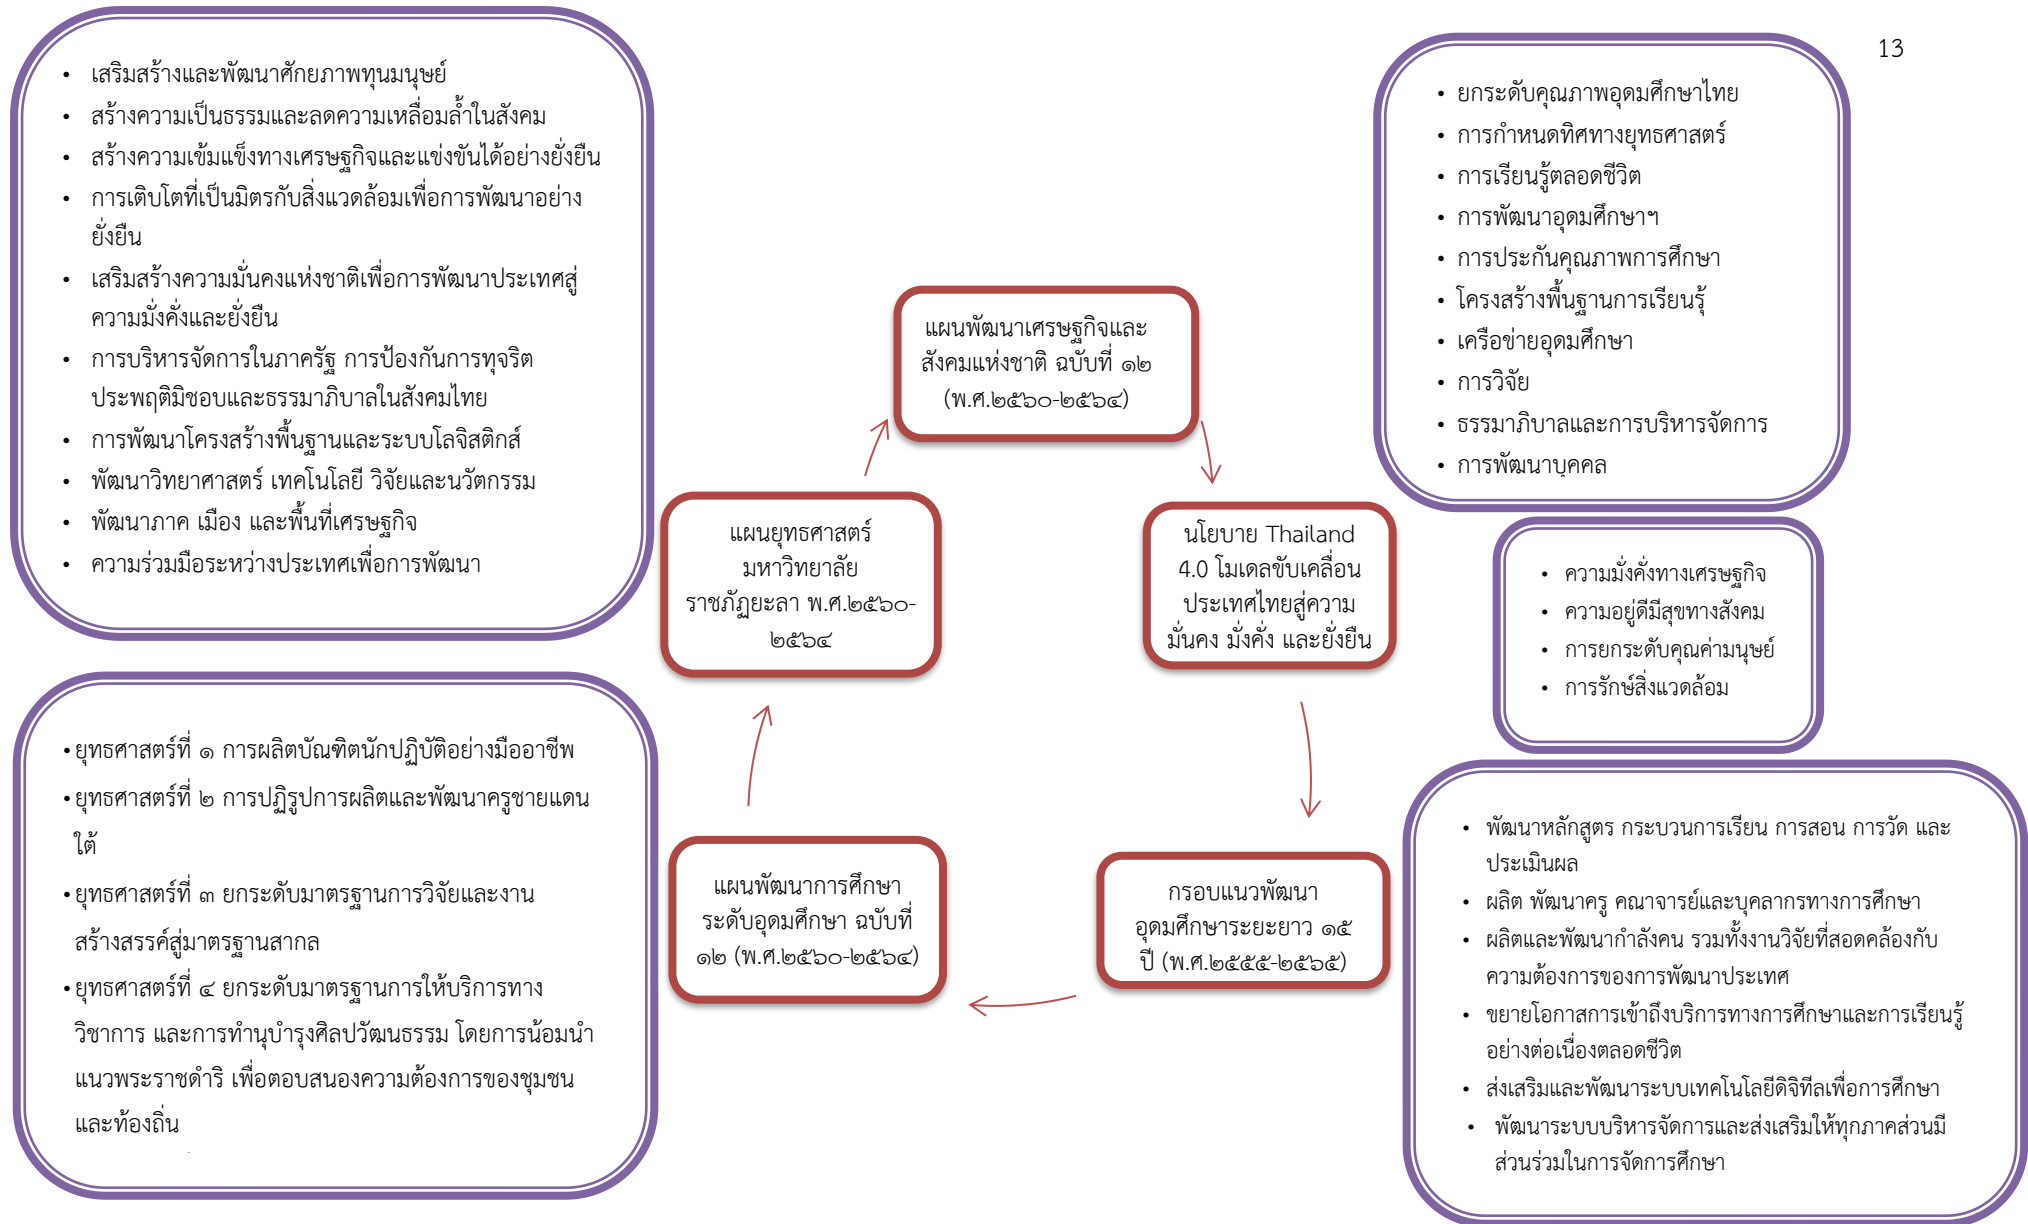 13
• เสริมสร้างและพัฒนาศักยภาพทุนมนุษย์
• สร้างความเป็นธรรมและลดความเหลื่อมล้ำในสังคม
• สร้างความเข้มแข็งทางเศรษฐกิจและแข่งขันได้อย่างยั่งยืน
• การเติบโตที่เป็นมิตรกับสิ่งแวดล้อมเพื่อการพัฒนาอย่าง
ยั่งยืน
• เสริมสร้างความมั่นคงแห่งชาติเพื่อการพัฒนาประเทศสู่
ความมั่งคั่งและยั่งยืน
• การบริหารจัดการในภาครัฐ การป้องกันการทุจริต
ประพฤติมิชอบและธรรมาภิบาลในสังคมไทย
• การพัฒนาโครงสร้างพื้นฐานและระบบโลจิสติกส์
• พัฒนาวิทยาศาสตร์ เทคโนโลยี วิจัยและนวัตกรรม
• พัฒนาภาค เมือง และพื้นที่เศรษฐกิจ
• ความร่วมมือระหว่างประเทศเพื่อการพัฒนา
• ยกระดับคุณภาพอุดมศึกษาไทย
• การกำหนดทิศทางยุทธศาสตร์
• การเรียนรู้ตลอดชีวิต
• การพัฒนาอุดมศึกษาฯ
• การประกันคุณภาพการศึกษา
• โครงสร้างพื้นฐานการเรียนรู้
• เครือข่ายอุดมศึกษา
• การวิจัย
• ธรรมาภิบาลและการบริหารจัดการ
• การพัฒนาบุคคล
แผนพัฒนาเศรษฐกิจและ
สังคมแห่งชาติ ฉบับที่ ๑๒
(พ.ศ.๒๕๖๐-๒๕๖๔)
แผนยุทธศาสตร์
มหาวิทยาลัย
ราชภัฏยะลา พ.ศ.๒๕๖๐-
๒๕๖๔
นโยบาย Thailand
4.0 โมเดลขับเคลื่อน
ประเทศไทยสู่ความ
มั่นคง มั่งคั่ง และยั่งยืน
• ความมั่งคั่งทางเศรษฐกิจ
• ความอยู่ดีมีสุขทางสังคม
• การยกระดับคุณค่ามนุษย์
• การรักษ์สิ่งแวดล้อม
• ยุทธศาสตร์ที่ ๑ การผลิตบัณฑิตนักปฏิบัติอย่างมืออาชีพ
• ยุทธศาสตร์ที่ ๒ การปฏิรูปการผลิตและพัฒนาครูชายแดน
ใต้
• ยุทธศาสตร์ที่ ๓ ยกระดับมาตรฐานการวิจัยและงาน
สร้างสรรค์สู่มาตรฐานสากล
• ยุทธศาสตร์ที่ ๔ ยกระดับมาตรฐานการให้บริการทาง
วิชาการ และการทำนุบำรุงศิลปวัฒนธรรม โดยการน้อมนำ
แนวพระราชดำริ เพื่อตอบสนองความต้องการของชุมชน
และท้องถิ่น
แผนพัฒนาการศึกษา
ระดับอุดมศึกษา ฉบับที่
๑๒ (พ.ศ.๒๕๖๐-๒๕๖๔)
กรอบแนวพัฒนา
อุดมศึกษาระยะยาว ๑๕
ปี (พ.ศ.๒๕๕๕-๒๕๖๕)
• พัฒนาหลักสูตร กระบวนการเรียน การสอน การวัด และ
ประเมินผล
• ผลิต พัฒนาครู คณาจารย์และบุคลากรทางการศึกษา
• ผลิตและพัฒนากำลังคน รวมทั้งงานวิจัยที่สอดคล้องกับ
ความต้องการของการพัฒนาประเทศ
• ขยายโอกาสการเข้าถึงบริการทางการศึกษาและการเรียนรู้
อย่างต่อเนื่องตลอดชีวิต
• ส่งเสริมและพัฒนาระบบเทคโนโลยีดิจิทีลเพื่อการศึกษา
• พัฒนาระบบบริหารจัดการและส่งเสริมให้ทุกภาคส่วนมี
ส่วนร่วมในการจัดการศึกษา